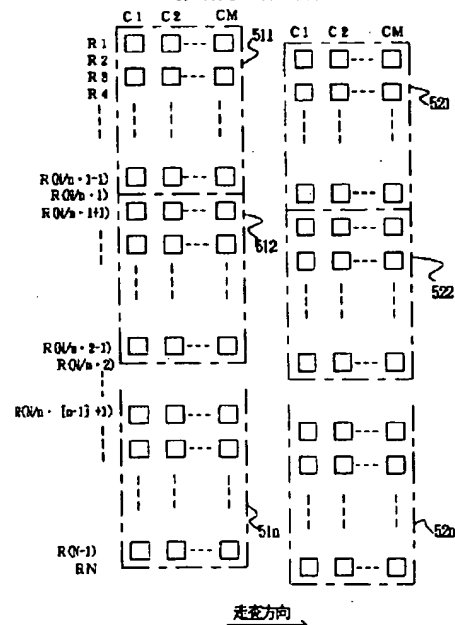 C1 C2 CM
C1 C2 CM
R1
511
R2
R3
R4
521
R(N/n・1-1)
R(N/n・1)
R(N/n・1+1)
512
522
R(N/n・2-1)
R(N/n・2)
R(N/n・[n-1]+1)
51n
52n
R(N-1)
RN
走査方向